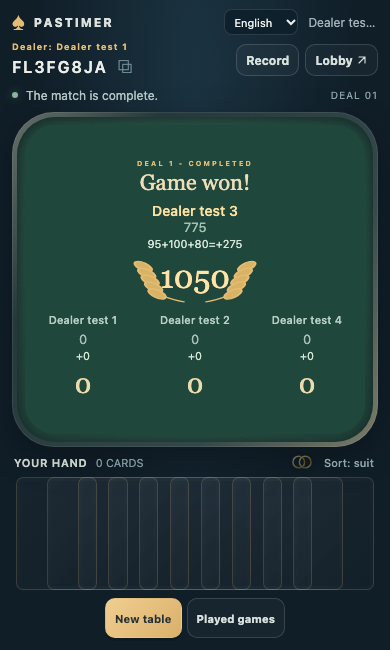 PASTIMER
English
Dealer tes...
Dealer: Dealer test 1
FL3FG8JA
Record
Lobby ↗
The match is complete.
DEAL 01
DEAL 1 - COMPLETED
Game won!
Dealer test 3
775
95+100+80=+275
1050
Dealer test 1
Dealer test 2
Dealer test 4
0
0
0
+0
+0
+0
0
0
0
YOUR HAND
0 CARDS
Sort: suit
New table
Played games